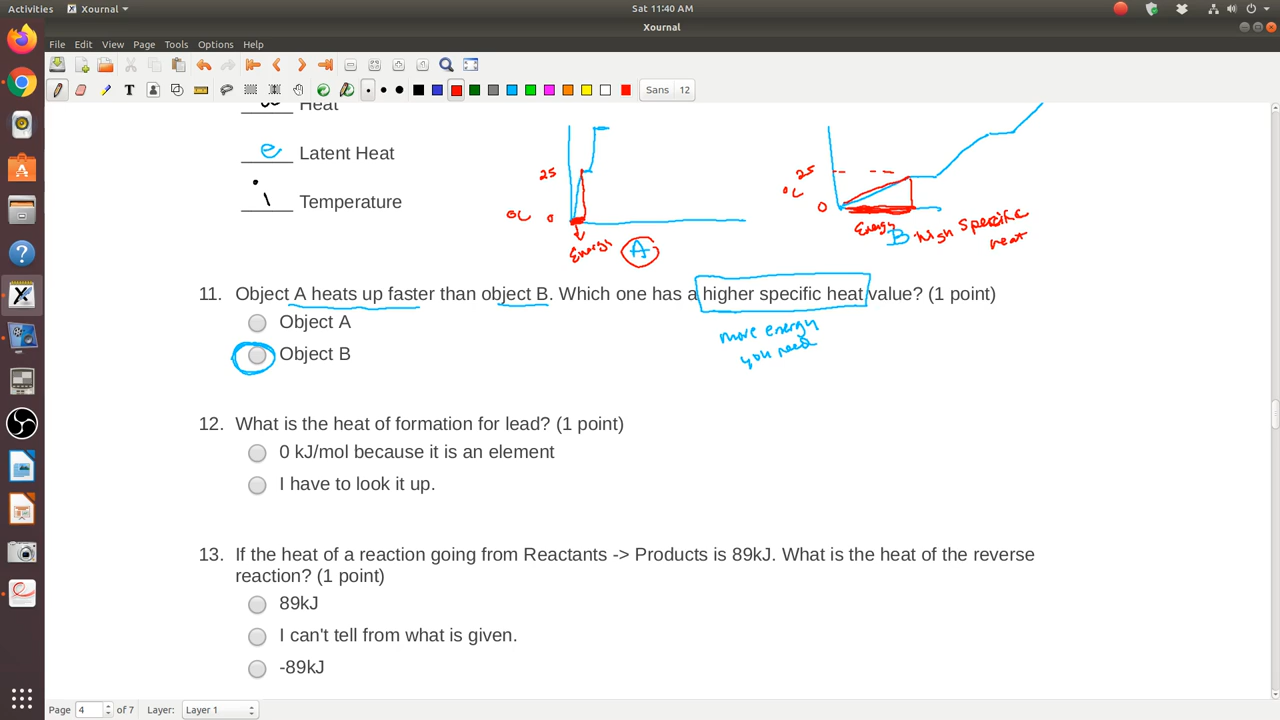 Activities Xournal Sat 11:40 AM
Xournal
File Edit View Page Tools Options Help
Sans 12
Heat
e Latent Heat
i Temperature
25
°C 0
Energy A
25
°C
0
Energy B high specific
heat
11. Object A heats up faster than object B. Which one has a higher specific heat value? (1 point)
Object A
more energy
you need
Object B
12. What is the heat of formation for lead? (1 point)
0 kJ/mol because it is an element
I have to look it up.
13. If the heat of a reaction going from Reactants -> Products is 89kJ. What is the heat of the reverse
reaction? (1 point)
89kJ
I can't tell from what is given.
-89kJ
Page 4 of 7 Layer: Layer 1